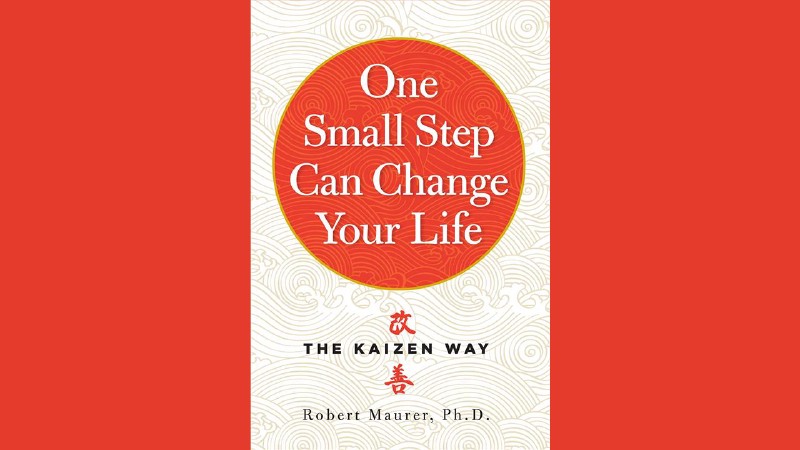 One
Small Step
Can Change
Your Life
改
THE KAIZEN WAY
善
Robert Maurer, Ph.D.